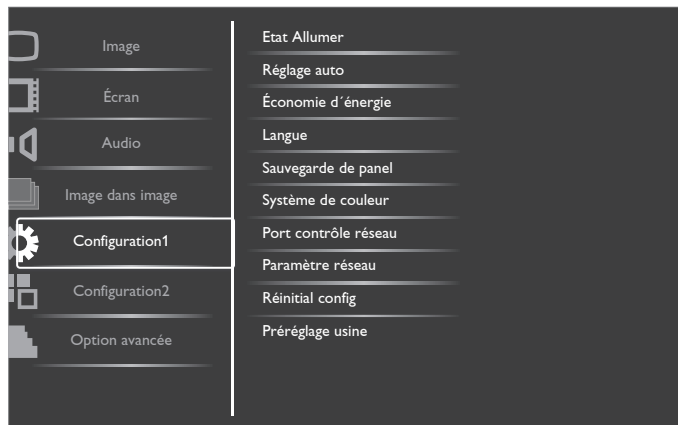 Image
Écran
Audio
Image dans image
Configuration1
Configuration2
Option avancée
Etat Allumer
Réglage auto
Économie d´énergie
Langue
Sauvegarde de panel
Système de couleur
Port contrôle réseau
Paramètre réseau
Réinitial config
Préréglage usine